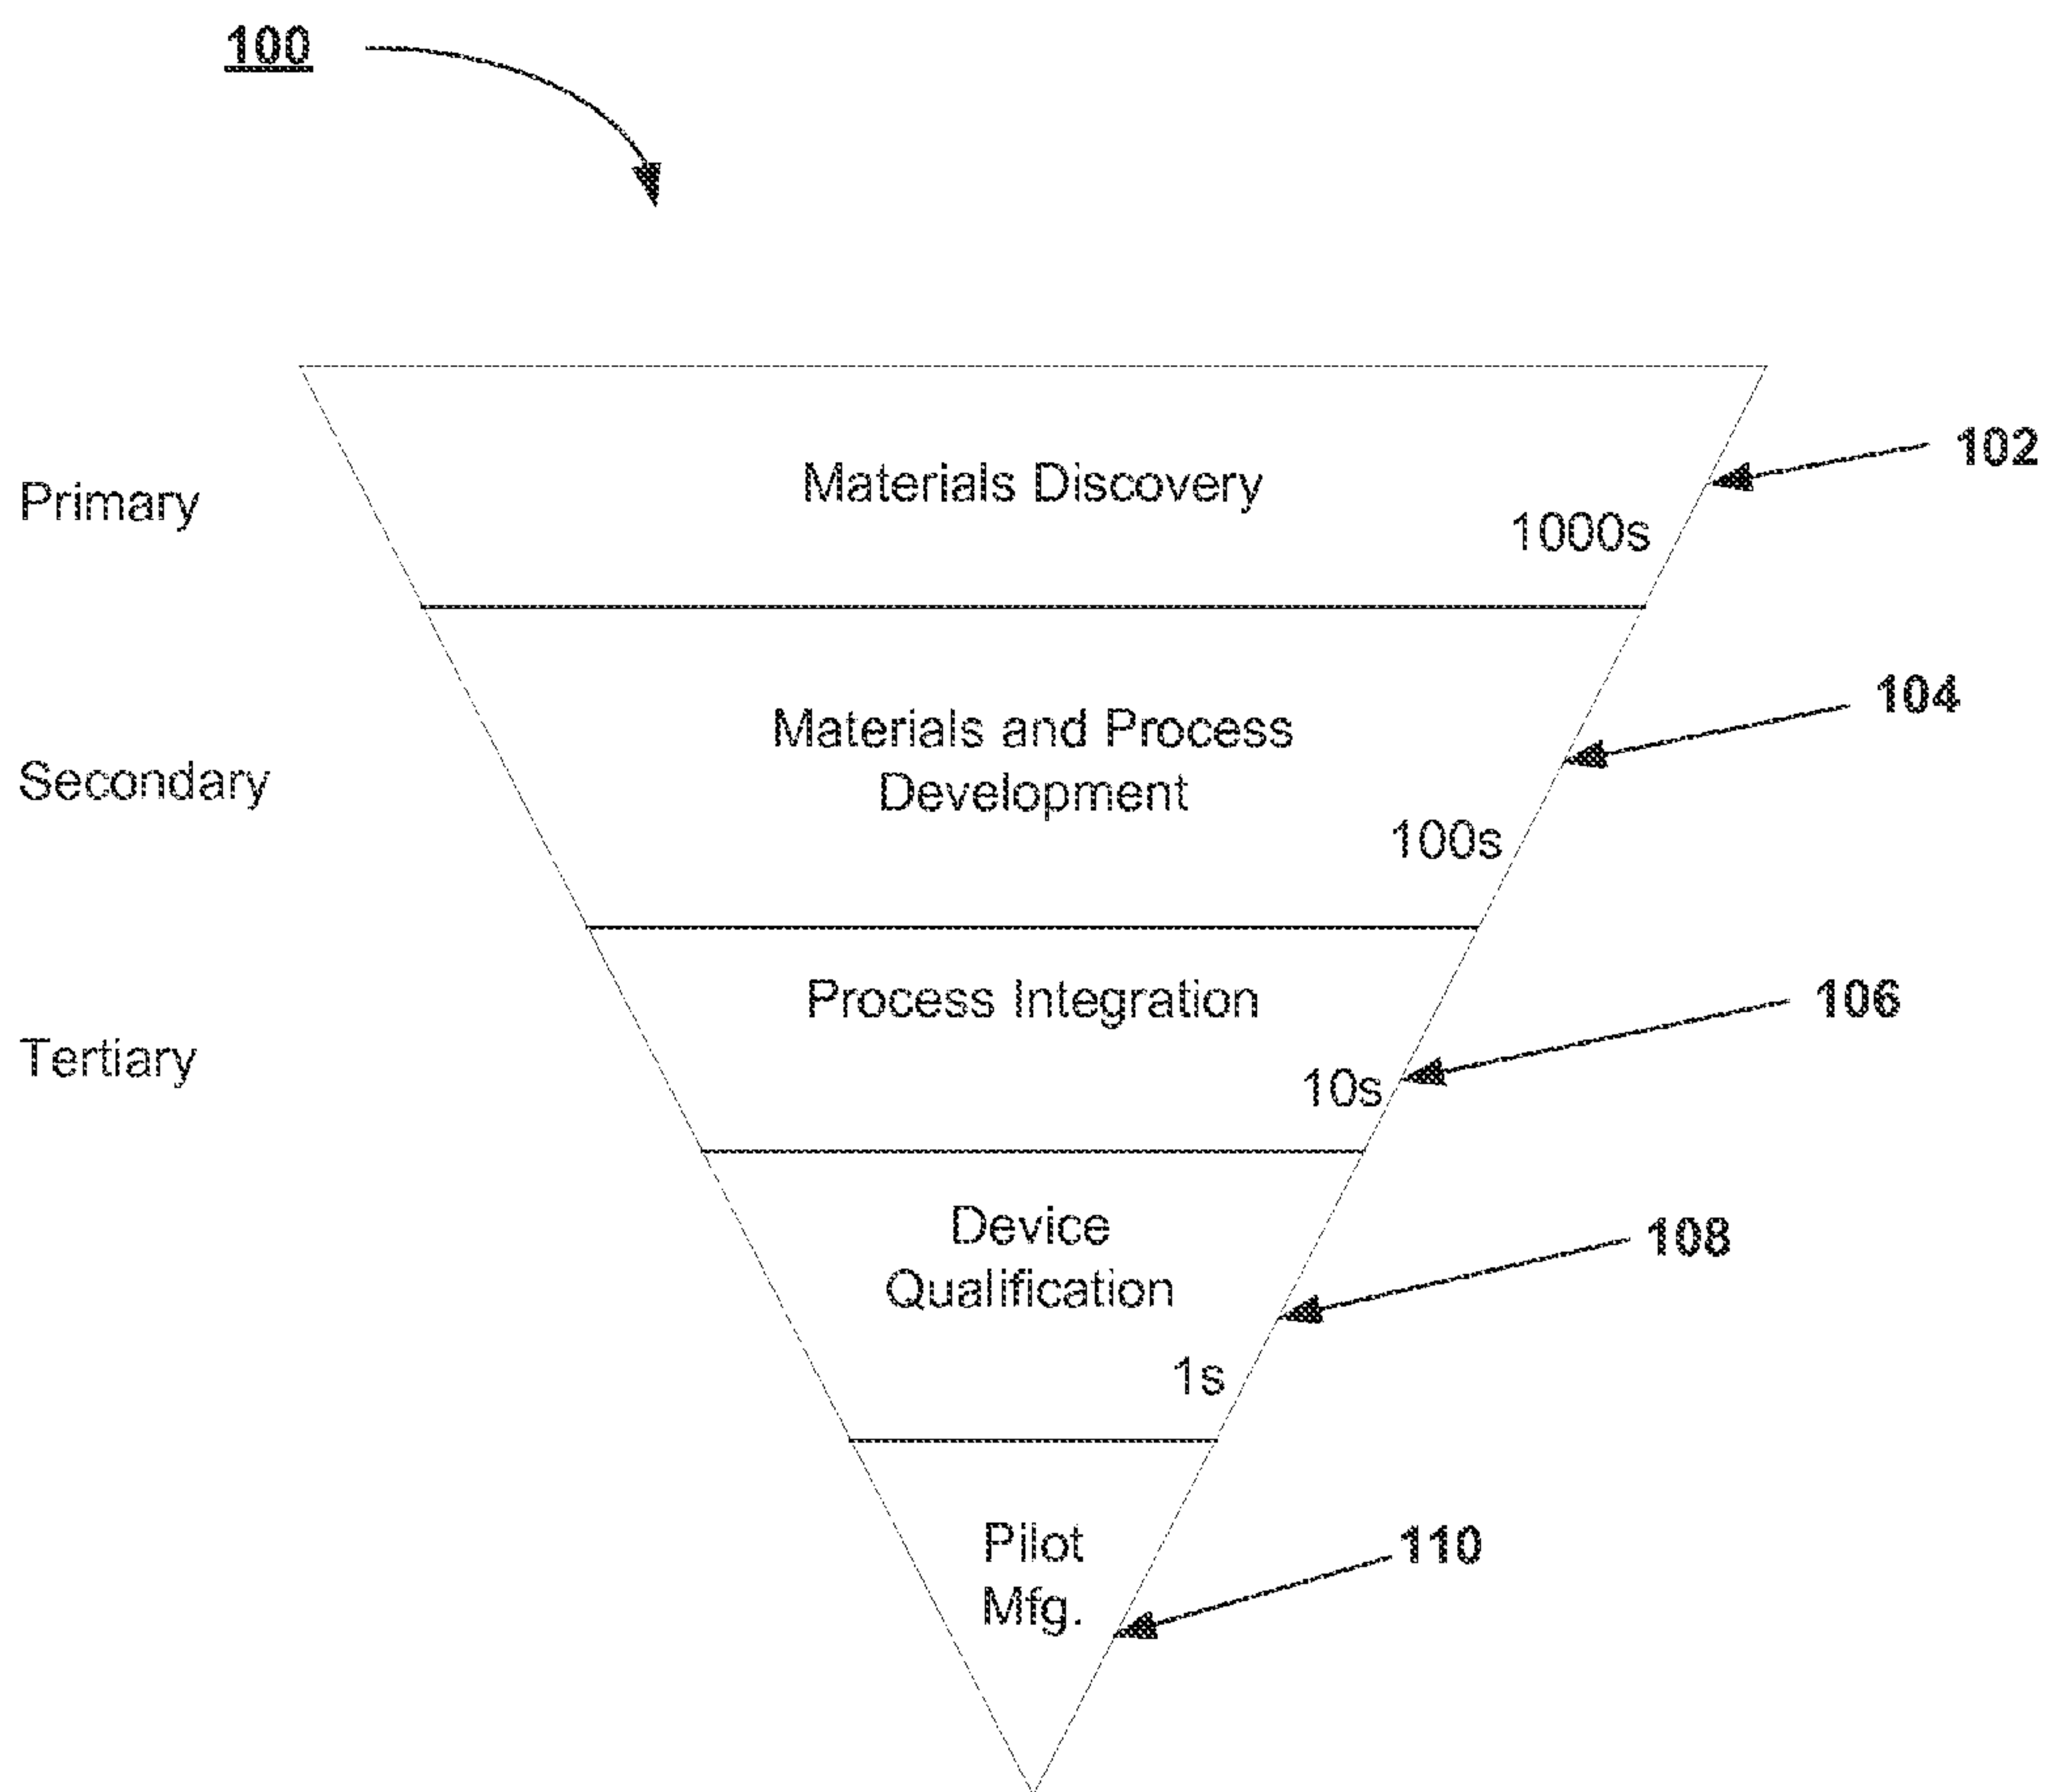 100
Materials Discovery
102
Primary
1000s
Materials and Process
Development
104
Secondary
100s
Process Integration
106
Tertiary
10s
Device
Qualification
108
1s
Pilot
Mfg.
110